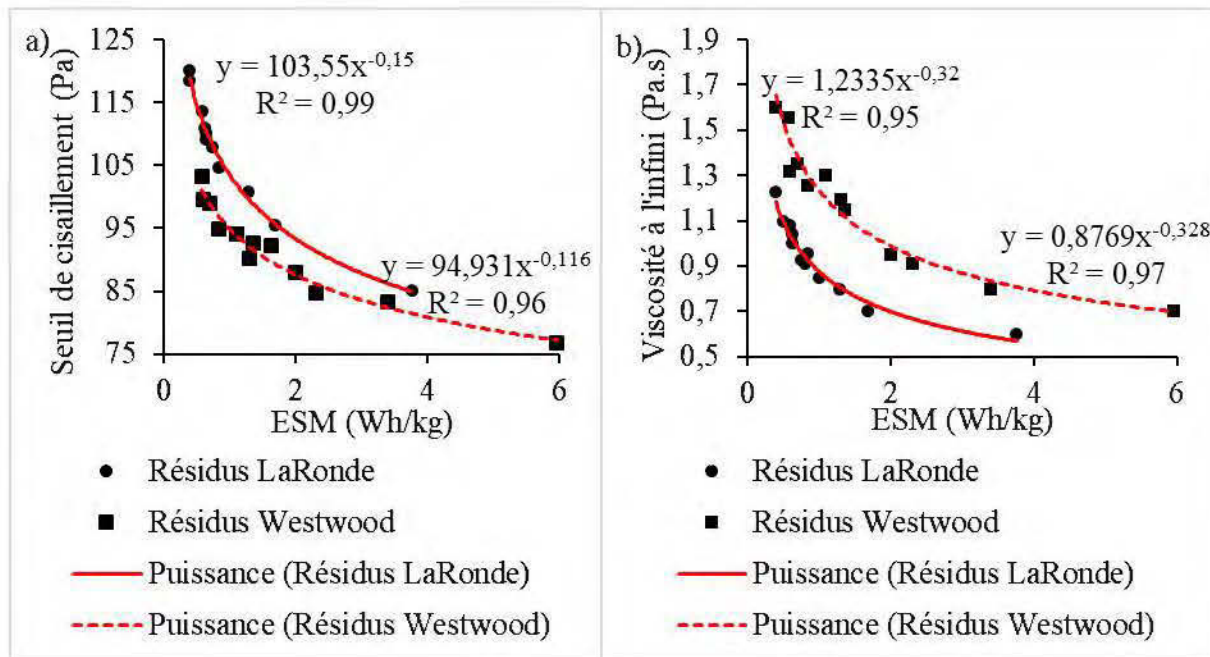 a)
Seuil de cisaillement (Pa)
125
115
105
95
85
75
y = 103,55x^-0,15
R² = 0,99
y = 94,931x^-0,116
R² = 0,96
0 2 4 6
ESM (Wh/kg)
Résidus LaRonde
Résidus Westwood
Puissance (Résidus LaRonde)
Puissance (Résidus Westwood)
b)
Viscosité à l'infini (Pa.s)
1,9
1,7
1,5
1,3
1,1
0,9
0,7
0,5
y = 1,2335x^-0,32
R² = 0,95
y = 0,8769x^-0,328
R² = 0,97
0 2 4 6
ESM (Wh/kg)
Résidus LaRonde
Résidus Westwood
Puissance (Résidus LaRonde)
Puissance (Résidus Westwood)